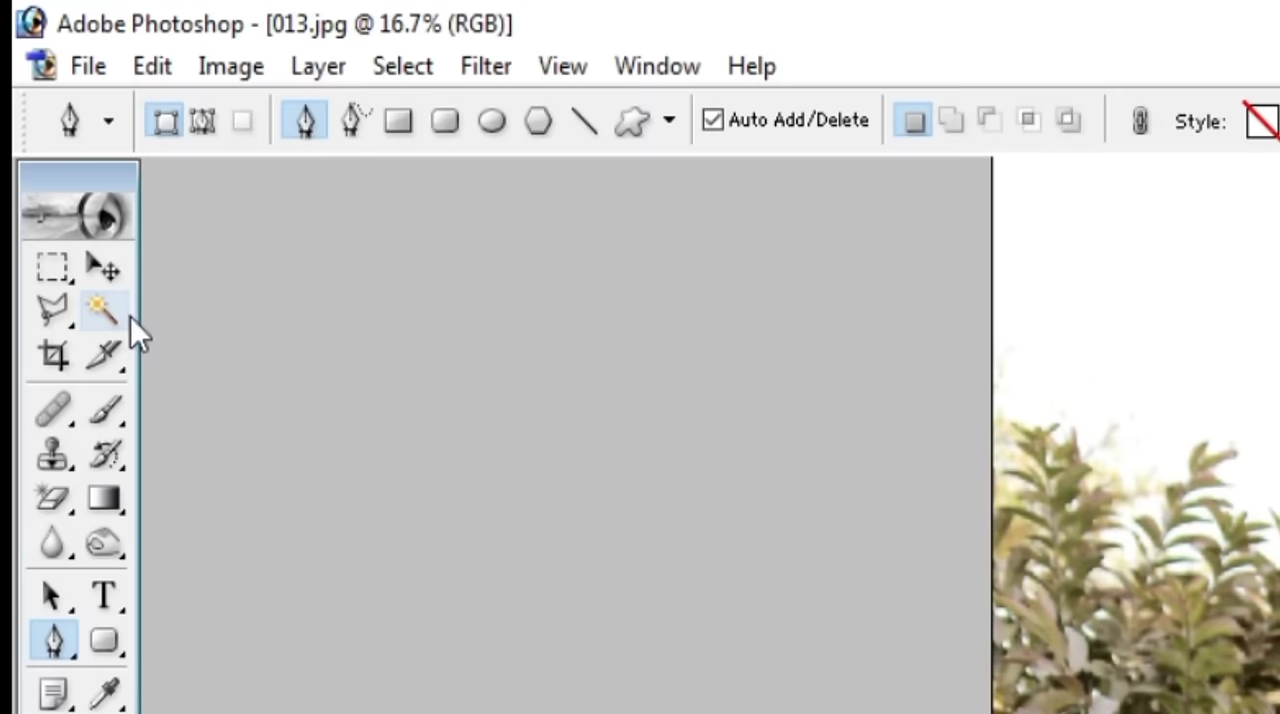 Adobe Photoshop - [013.jpg @ 16.7% (RGB)]
File Edit Image Layer Select Filter View Window Help
Auto Add/Delete Style:
T